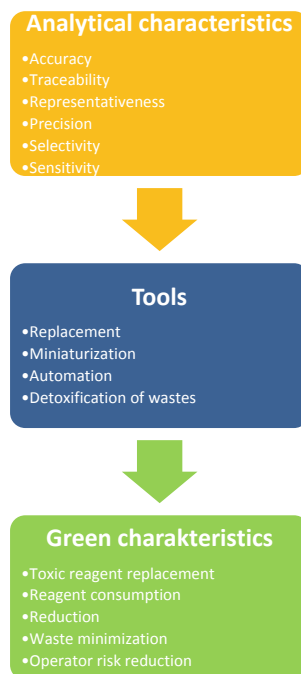 Analytical characteristics
•Accuracy
•Traceability
•Representativeness
•Precision
•Selectivity
•Sensitivity
Tools
•Replacement
•Miniaturization
•Automation
•Detoxification of wastes
Green charakteristics
•Toxic reagent replacement
•Reagent consumption
•Reduction
•Waste minimization
•Operator risk reduction